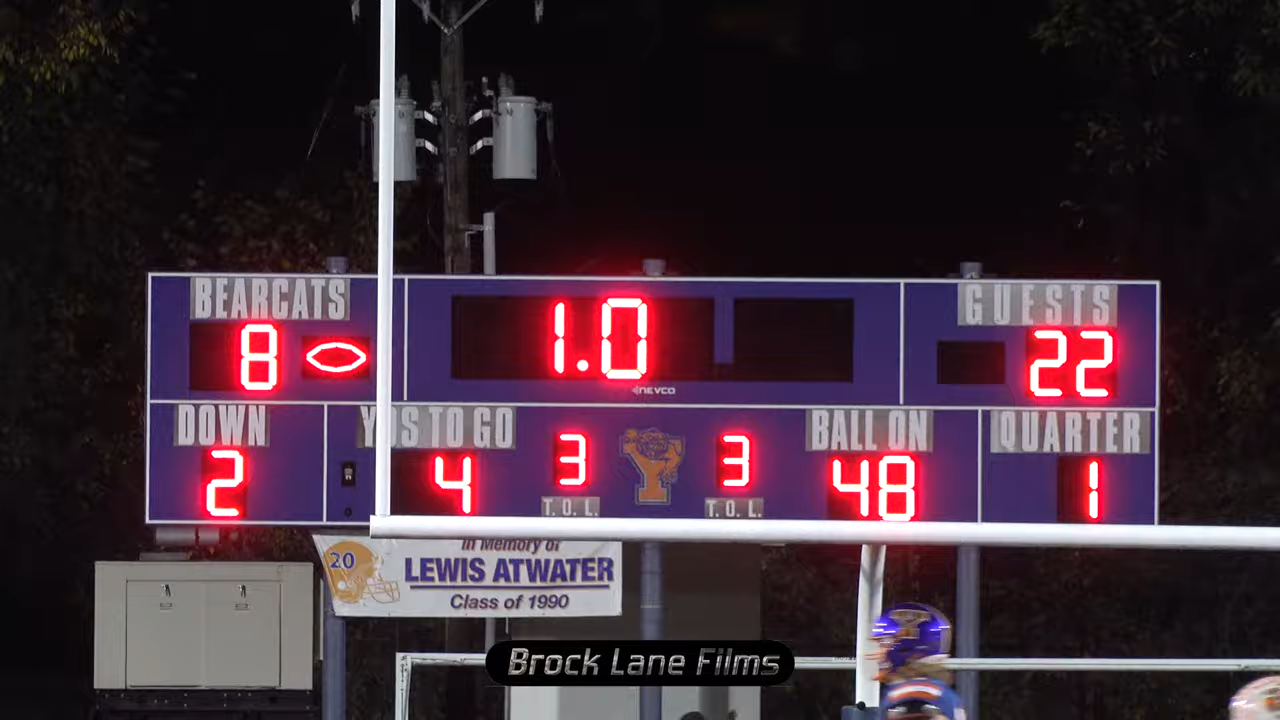 BEARCATS
8
1.0
GUESTS
22
NEVCO
DOWN
2
YDS TO GO
4
3
T. O. L.
Y
3
T. O. L.
BALL ON
48
QUARTER
1
20
In Memory of
LEWIS ATWATER
Class of 1990
Brock Lane Films